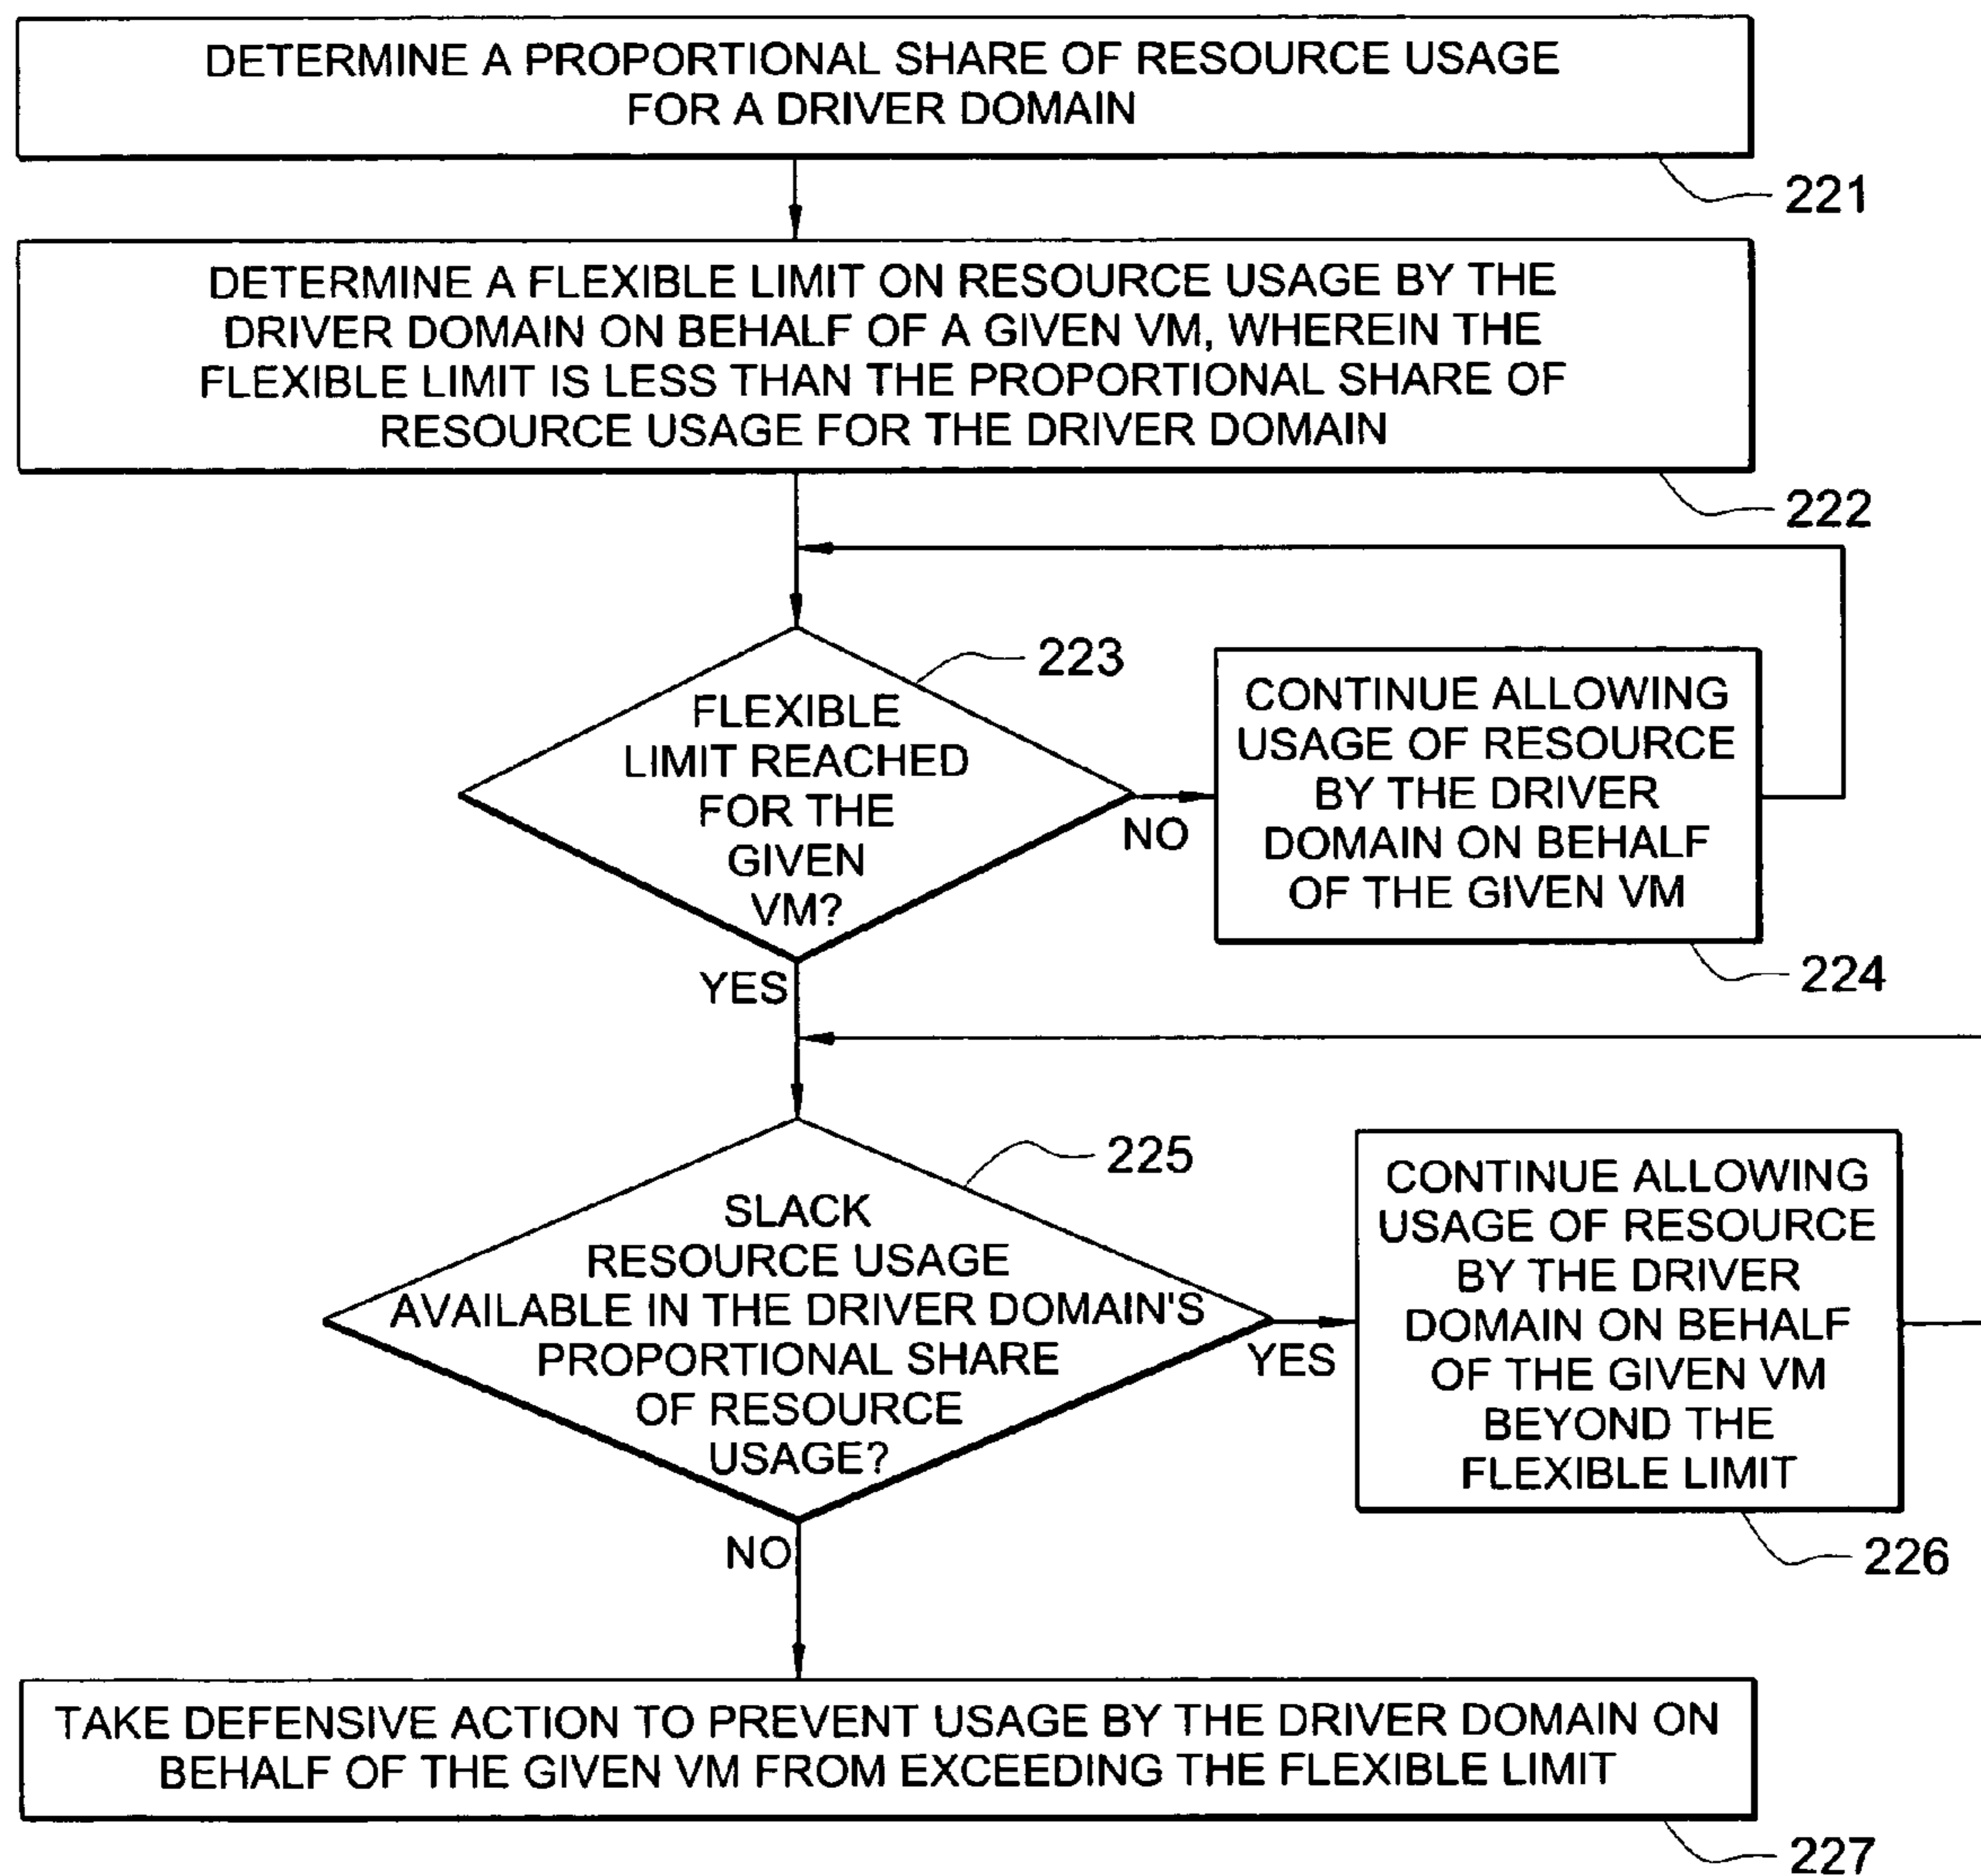 DETERMINE A PROPORTIONAL SHARE OF RESOURCE USAGE
FOR A DRIVER DOMAIN
221
DETERMINE A FLEXIBLE LIMIT ON RESOURCE USAGE BY THE
DRIVER DOMAIN ON BEHALF OF A GIVEN VM, WHEREIN THE
FLEXIBLE LIMIT IS LESS THAN THE PROPORTIONAL SHARE OF
RESOURCE USAGE FOR THE DRIVER DOMAIN
222
223
FLEXIBLE
LIMIT REACHED
FOR THE
GIVEN
VM?
NO
CONTINUE ALLOWING
USAGE OF RESOURCE
BY THE DRIVER
DOMAIN ON BEHALF
OF THE GIVEN VM
224
YES
225
SLACK
RESOURCE USAGE
AVAILABLE IN THE DRIVER DOMAIN'S
PROPORTIONAL SHARE
OF RESOURCE
USAGE?
YES
CONTINUE ALLOWING
USAGE OF RESOURCE
BY THE DRIVER
DOMAIN ON BEHALF
OF THE GIVEN VM
BEYOND THE
FLEXIBLE LIMIT
226
NO
TAKE DEFENSIVE ACTION TO PREVENT USAGE BY THE DRIVER DOMAIN ON
BEHALF OF THE GIVEN VM FROM EXCEEDING THE FLEXIBLE LIMIT
227